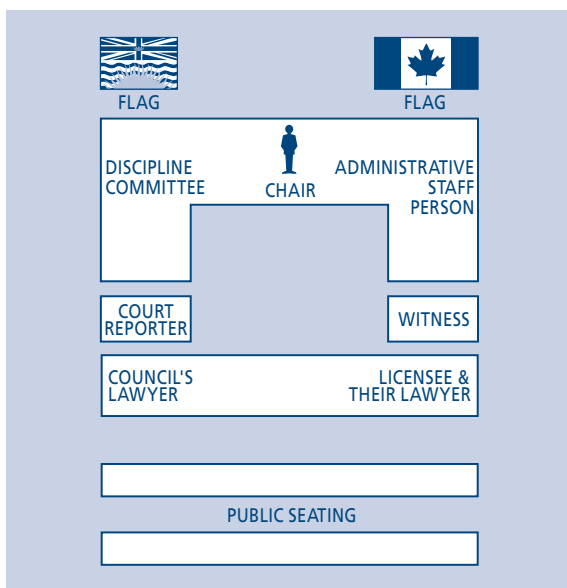 FLAG
FLAG
DISCIPLINE
COMMITTEE
CHAIR
ADMINISTRATIVE
STAFF
PERSON
COURT
REPORTER
WITNESS
COUNCIL'S
LAWYER
LICENSEE &
THEIR LAWYER
PUBLIC SEATING